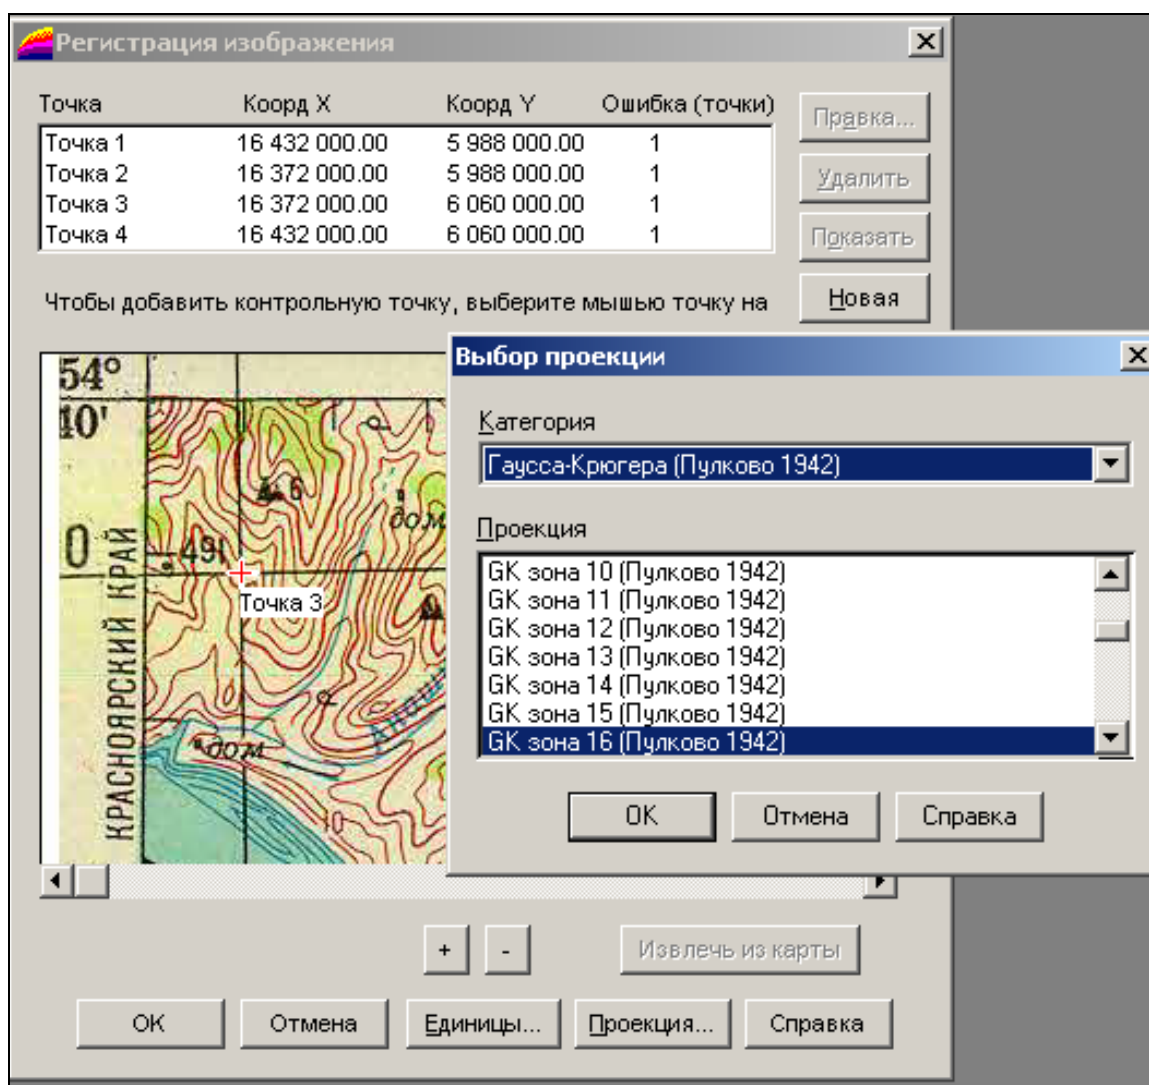 Регистрация изображения
Точка Коорд X Коорд Y Ошибка (точки)
Точка 1 16 432 000.00 5 988 000.00 1
Точка 2 16 372 000.00 5 988 000.00 1
Точка 3 16 372 000.00 6 060 000.00 1
Точка 4 16 432 000.00 6 060 000.00 1
Правка...
Удалить
Показать
Новая
Чтобы добавить контрольную точку, выберите мышью точку на
54°
10'
6
дом
0
491
Точка 3
КРАСНОЯРСКИЙ КРАЙ
дом
Выбор проекции
Категория
Гаусса-Крюгера (Пулково 1942)
Проекция
GK зона 10 (Пулково 1942)
GK зона 11 (Пулково 1942)
GK зона 12 (Пулково 1942)
GK зона 13 (Пулково 1942)
GK зона 14 (Пулково 1942)
GK зона 15 (Пулково 1942)
GK зона 16 (Пулково 1942)
OK Отмена Справка
+ - Извлечь из карты
OK Отмена Единицы... Проекция... Справка